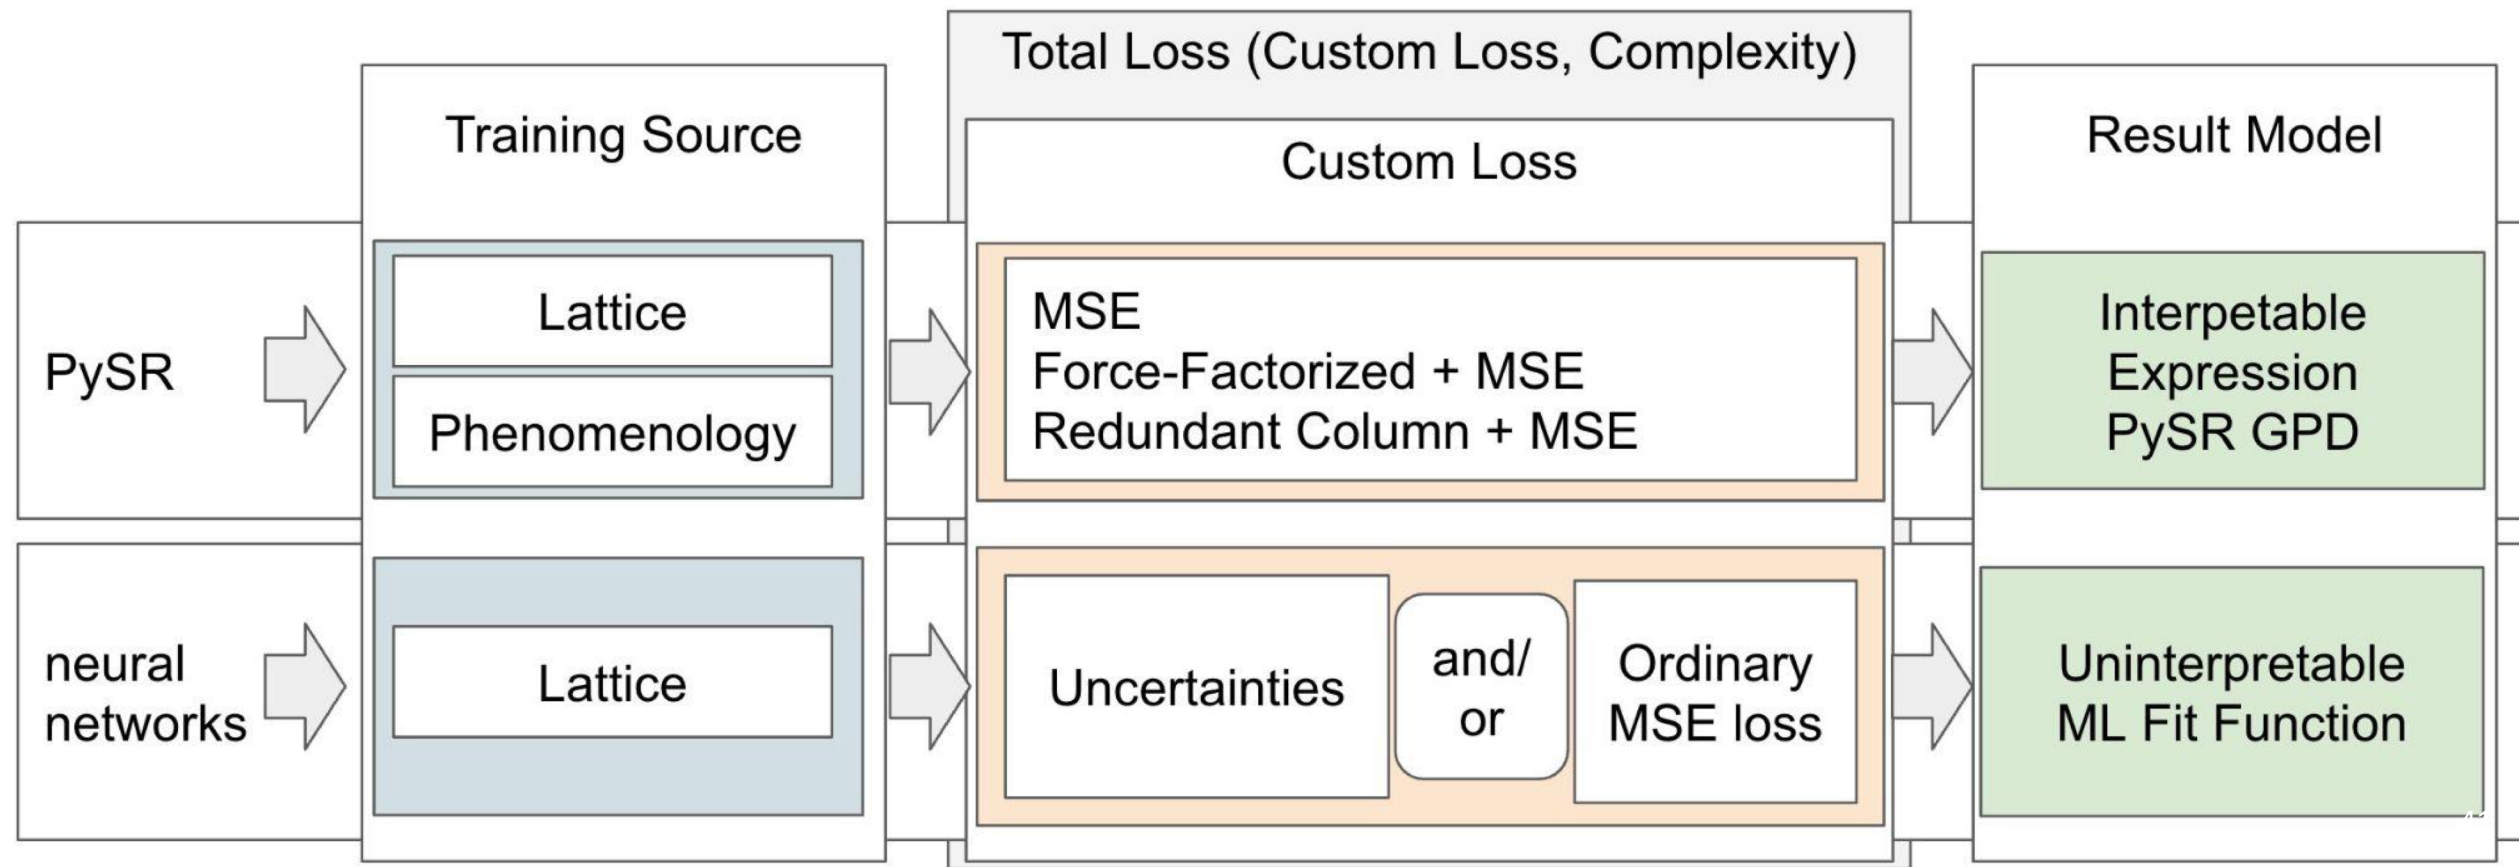 Total Loss (Custom Loss, Complexity)
Training Source
Custom Loss
Result Model
PySR
Lattice
Phenomenology
MSE
Force-Factorized + MSE
Redundant Column + MSE
Interpetable
Expression
PySR GPD
neural
networks
Lattice
Uncertainties
and/
or
Ordinary
MSE loss
Uninterpretable
ML Fit Function